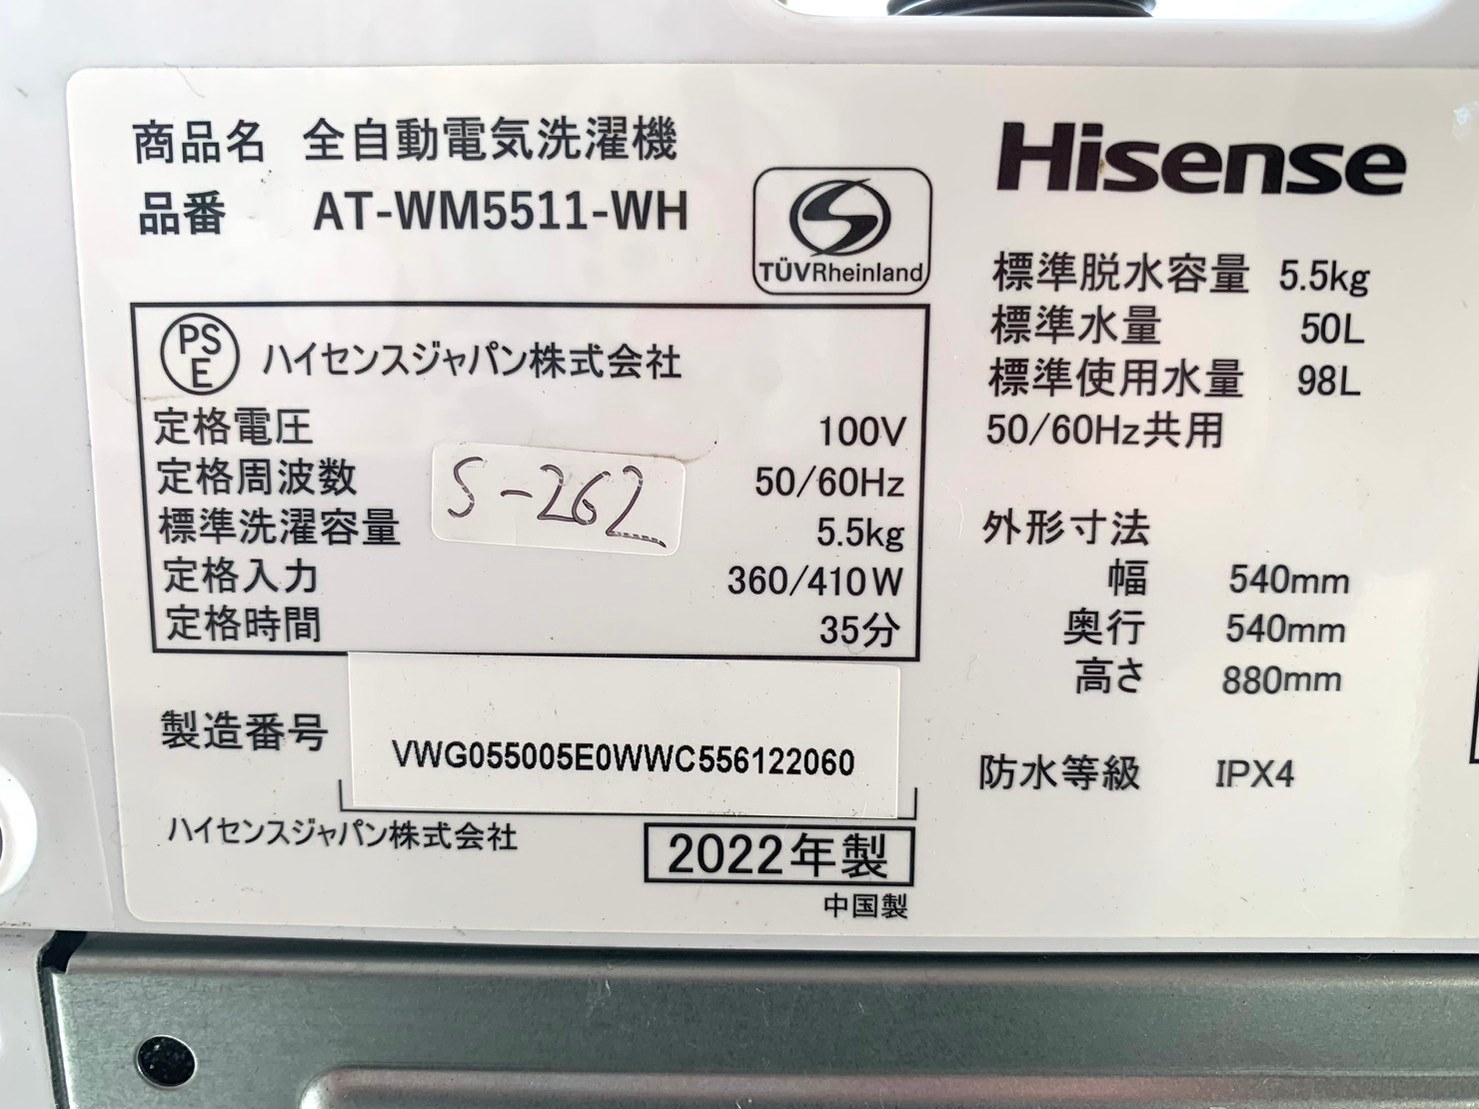 商品名 全自動電気洗濯機
品番 AT-WM5511-WH
TÜVRheinland
PS
E
ハイセンスジャパン株式会社
定格電圧 100V
定格周波数 50/60Hz
標準洗濯容量 5.5kg
定格入力 360/410W
定格時間 35分
S-262
製造番号 VWG055005E0WWC556122060
ハイセンスジャパン株式会社
2022年製
中国製
Hisense
標準脱水容量 5.5kg
標準水量 50L
標準使用水量 98L
50/60Hz共用
外形寸法
幅 540mm
奥行 540mm
高さ 880mm
防水等級 IPX4